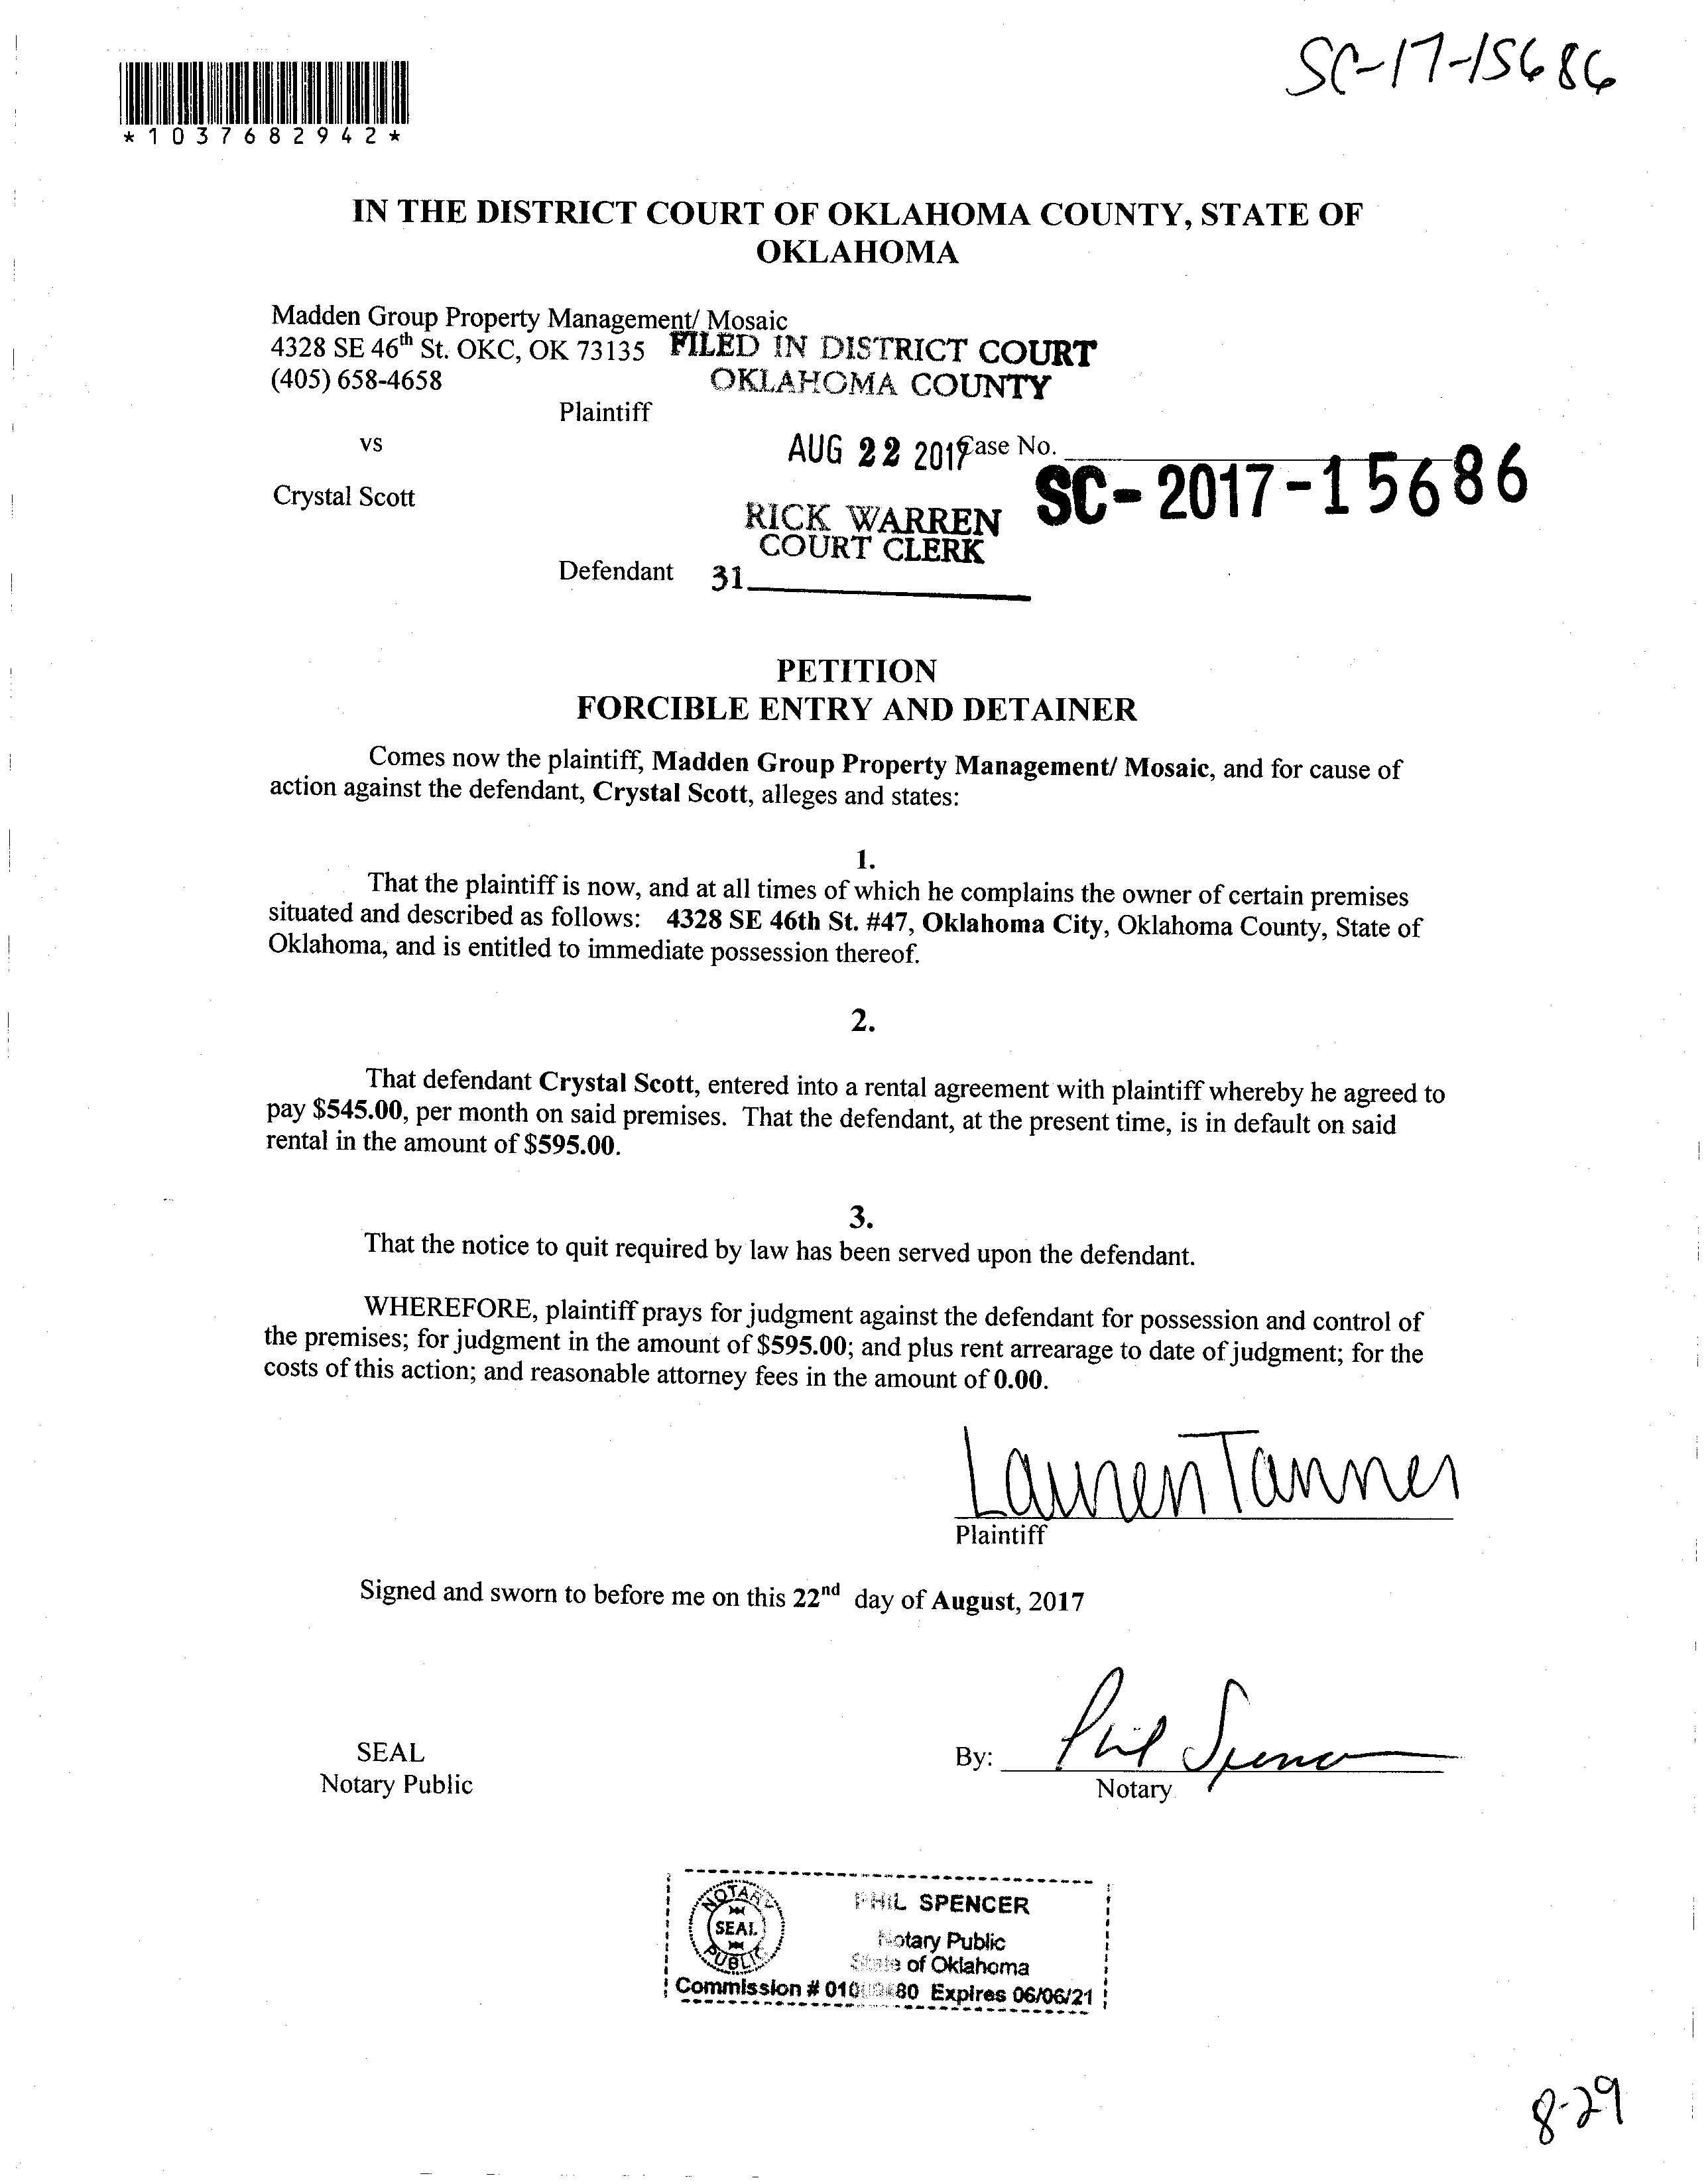 SC-17-15686
*1037682942*
IN THE DISTRICT COURT OF OKLAHOMA COUNTY, STATE OF
OKLAHOMA
Madden Group Property Management/ Mosaic
4328 SE 46th St. OKC, OK 73135 FILED IN DISTRICT COURT
(405) 658-4658 OKLAHOMA COUNTY
Plaintiff
vs AUG 22 2017 Case No.
SC-2017-15686
Crystal Scott
RICK WARREN
COURT CLERK
Defendant 31
PETITION
FORCIBLE ENTRY AND DETAINER
Comes now the plaintiff, Madden Group Property Management/ Mosaic, and for cause of
action against the defendant, Crystal Scott, alleges and states:
1.
That the plaintiff is now, and at all times of which he complains the owner of certain premises
situated and described as follows: 4328 SE 46th St. #47, Oklahoma City, Oklahoma County, State of
Oklahoma, and is entitled to immediate possession thereof.
2.
That defendant Crystal Scott, entered into a rental agreement with plaintiff whereby he agreed to
pay $545.00, per month on said premises. That the defendant, at the present time, is in default on said
rental in the amount of $595.00.
3.
That the notice to quit required by law has been served upon the defendant.
WHEREFORE, plaintiff prays for judgment against the defendant for possession and control of
the premises; for judgment in the amount of $595.00; and plus rent arrearage to date of judgment; for the
costs of this action; and reasonable attorney fees in the amount of 0.00.
Lauren Tanner
Plaintiff
Signed and sworn to before me on this 22nd day of August, 2017
Phil Spencer
SEAL By:
Notary Public Notary
NOTARY
SEAL
PUBLIC
PHIL SPENCER
Notary Public
State of Oklahoma
Commission # Expires 06/06/21
8-29